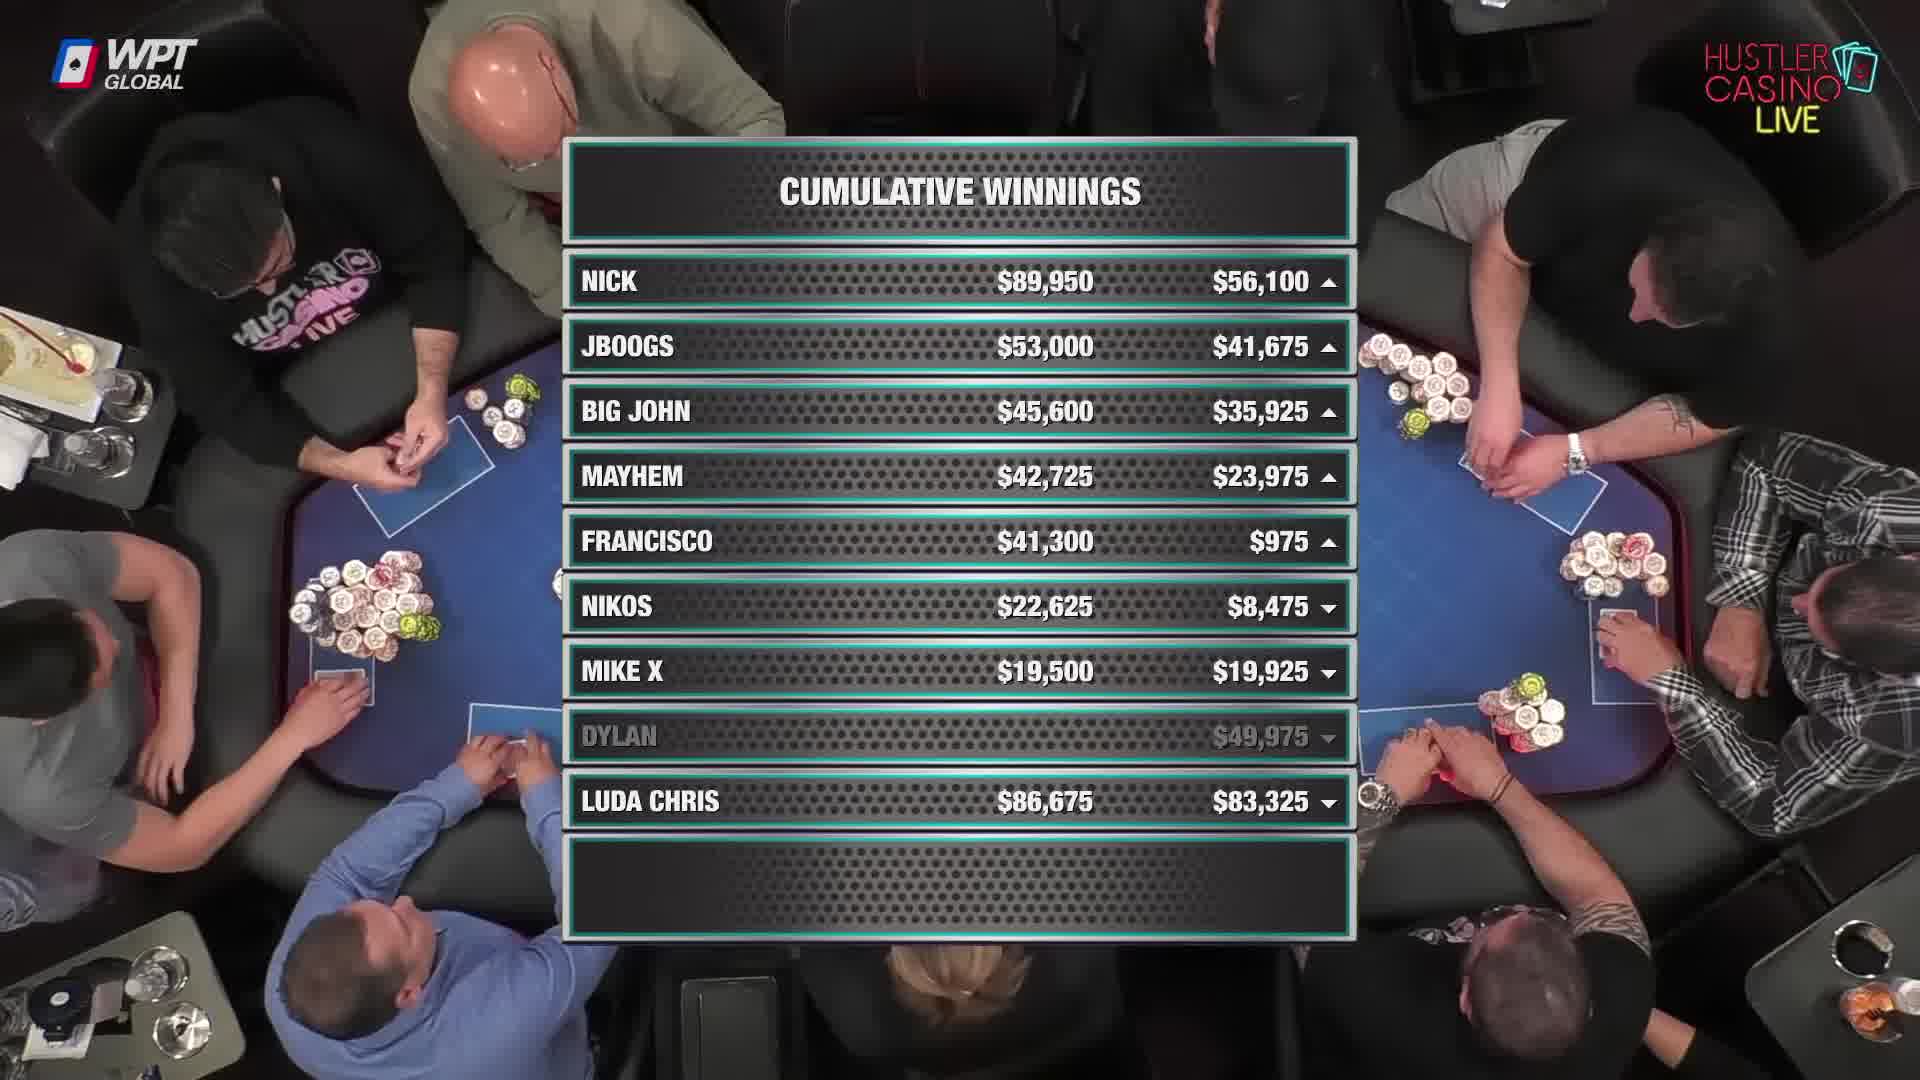 WPT
GLOBAL
HUSTLER
CASINO
LIVE
CUMULATIVE WINNINGS
NICK $89,950 $56,100
JBOOGS $53,000 $41,675
BIG JOHN $45,600 $35,925
MAYHEM $42,725 $23,975
FRANCISCO $41,300 $975
NIKOS $22,625 $8,475
MIKE X $19,500 $19,925
DYLAN $49,975
LUDA CHRIS $86,675 $83,325
HUSTLER
CASINO
LIVE